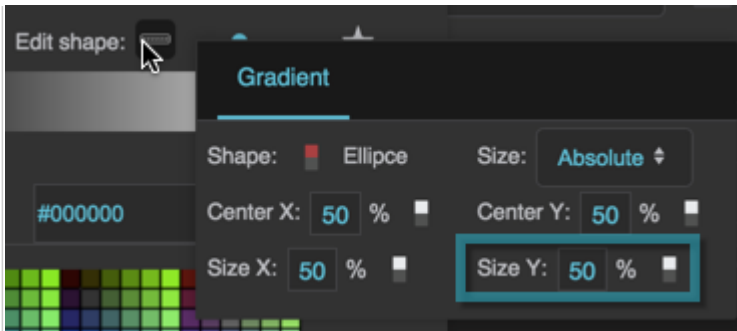 Edit shape:
Gradient
Shape: Ellipce Size: Absolute
#000000
Center X: 50 % Center Y: 50 %
Size X: 50 % Size Y: 50 %